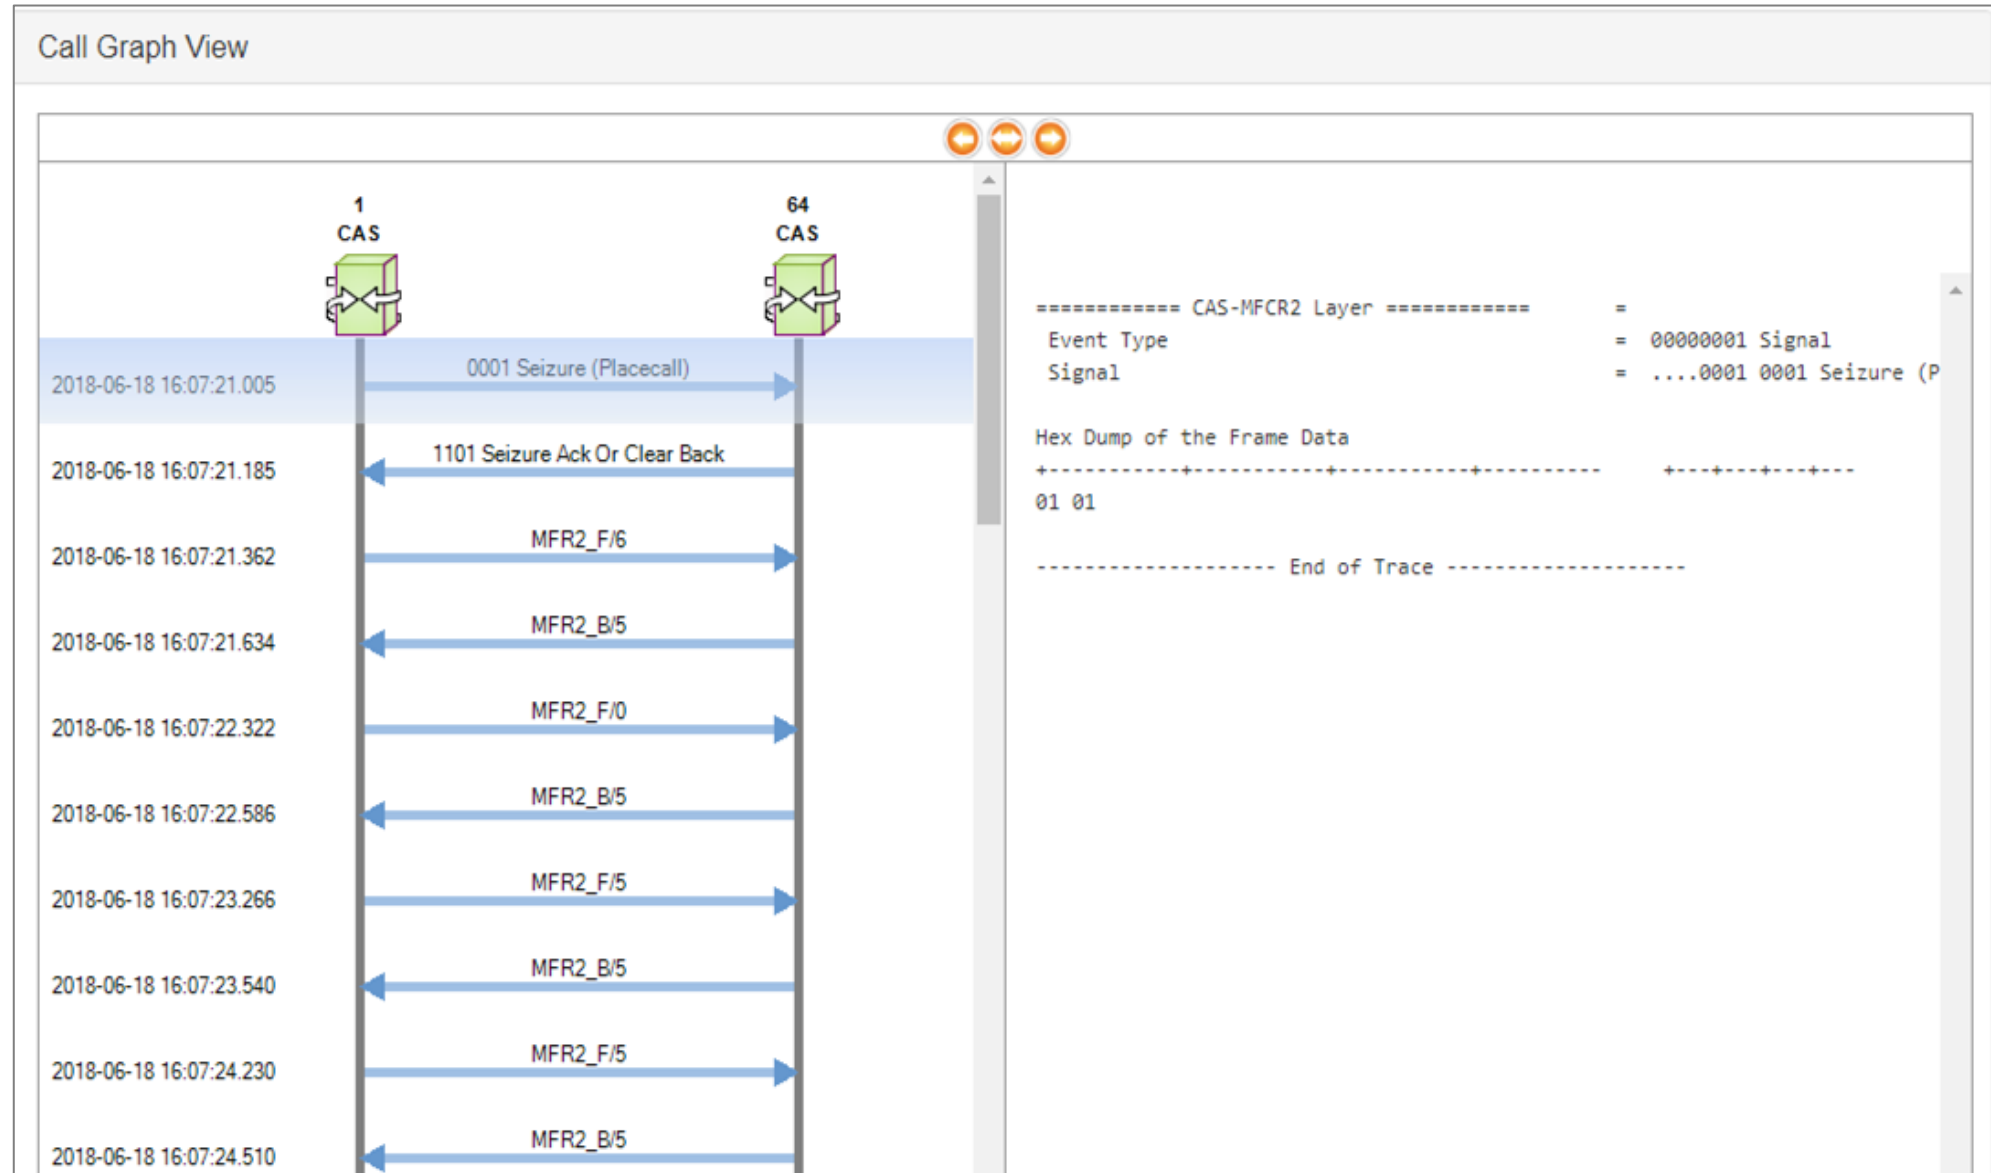 Call Graph View
1
CAS
64
CAS
2018-06-18 16:07:21.005
0001 Seizure (Placecall)
2018-06-18 16:07:21.185
1101 Seizure Ack Or Clear Back
2018-06-18 16:07:21.362
MFR2_F/6
2018-06-18 16:07:21.634
MFR2_B/5
2018-06-18 16:07:22.322
MFR2_F/0
2018-06-18 16:07:22.586
MFR2_B/5
2018-06-18 16:07:23.266
MFR2_F/5
2018-06-18 16:07:23.540
MFR2_B/5
2018-06-18 16:07:24.230
MFR2_F/5
2018-06-18 16:07:24.510
MFR2_B/5
============ CAS-MFCR2 Layer ============ =
Event Type = 00000001 Signal
Signal = ....0001 0001 Seizure (P
Hex Dump of the Frame Data
+-----------+-----------+-----------+---------- +---+---+---+---
01 01
-------------------- End of Trace --------------------